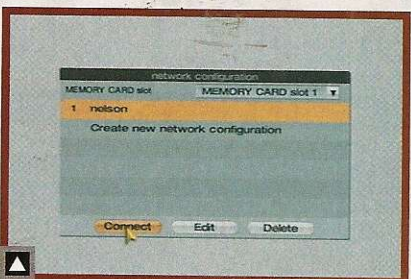 network configuration
MEMORY CARD slot MEMORY CARD slot 1
1 nelson
Create new network configuration
Connect Edit Delete